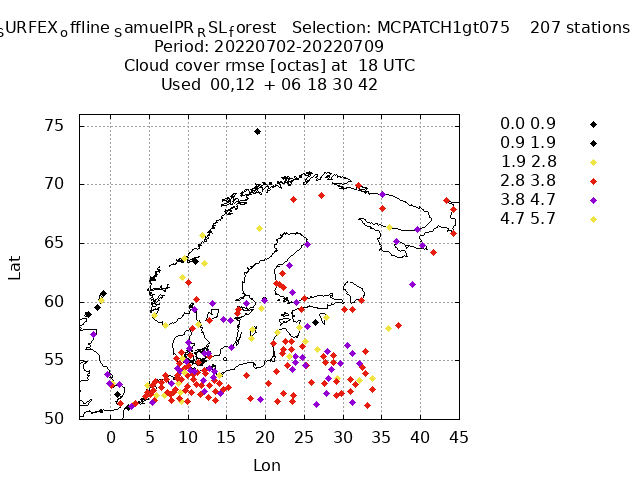 SURFEXoffline SamuelPRRSLforest Selection: MCPATCH1gt075 207 stations
Period: 20220702-20220709
Cloud cover rmse [octas] at 18 UTC
Used 00,12 + 06 18 30 42
75
70
65
60
55
50
0 5 10 15 20 25 30 35 40 45
Lat
Lon
0.0 0.9
0.9 1.9
1.9 2.8
2.8 3.8
3.8 4.7
4.7 5.7